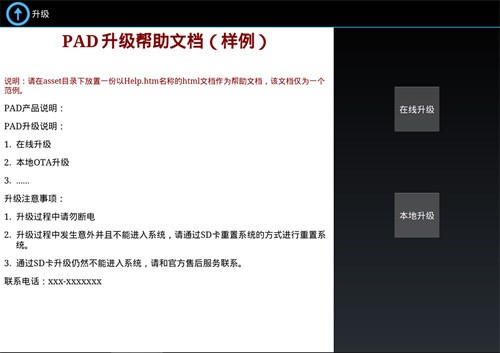 升级
PAD 升级帮助文档（样例）
说明：请在asset目录下放置一份以Help.htm名称的html文档作为帮助文档，该文档仅为一个
范例。
PAD产品说明：
PAD升级说明：
1. 在线升级
2. 本地OTA升级
3. ......
升级注意事项：
1. 升级过程中请勿断电
2. 升级过程中发生意外并且不能进入系统，请通过SD卡重置系统的方式进行重置系
统。
3. 通过SD卡升级仍然不能进入系统，请和官方售后服务联系。
联系电话：xxx-xxxxxxx
在线升级
本地升级